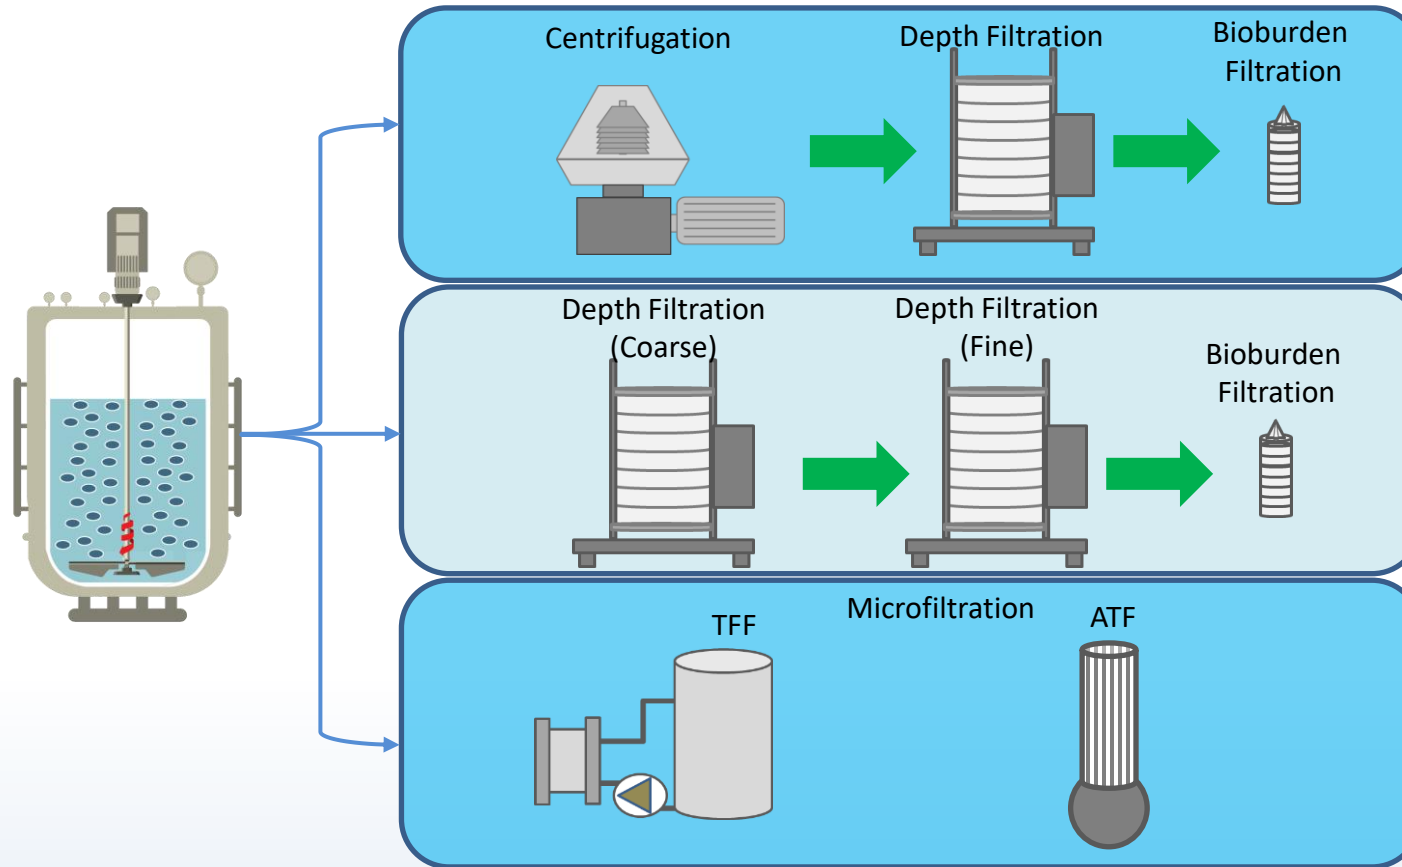 Centrifugation
Depth Filtration
Bioburden
Filtration
Depth Filtration
(Coarse)
Depth Filtration
(Fine)
Bioburden
Filtration
Microfiltration
TFF
ATF